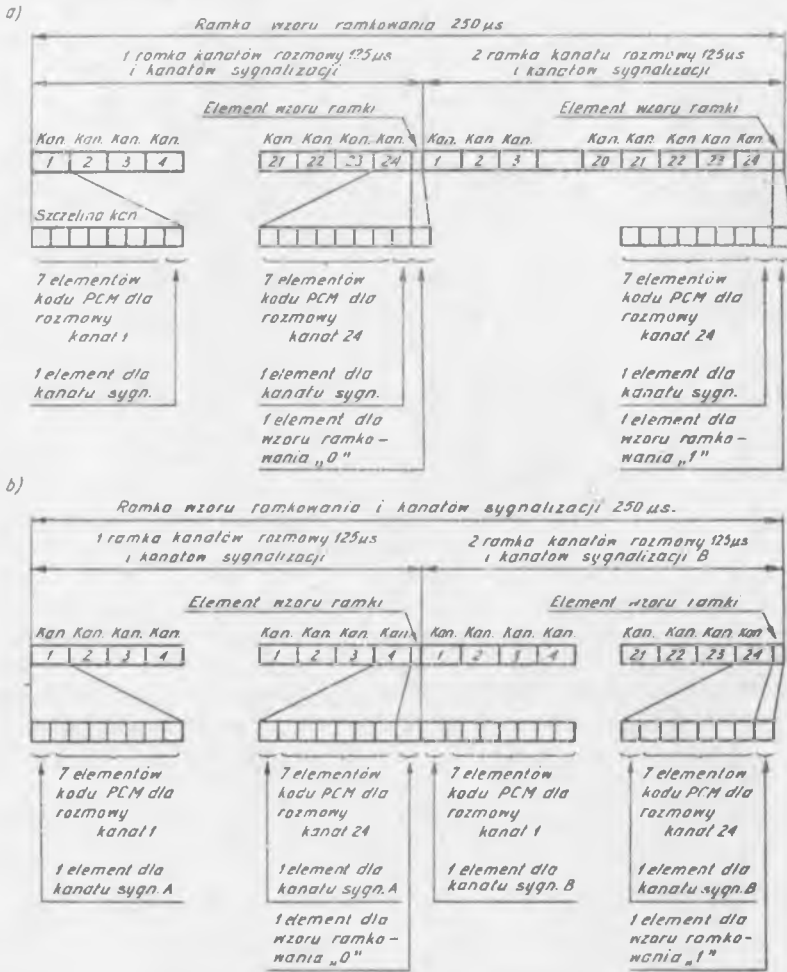 a)
Ramka wzoru ramkowania 250 µs
1 ramka kanałów rozmowy 125µs
i kanałów sygnalizacji
2 ramka kanału rozmowy 125µs
i kanałów sygnalizacji
Element wzoru ramki
Element wzoru ramki
Kan. Kan. Kan. Kan.
Kan. Kan. Kan. Kan. Kan. Kan. Kan.
Kan. Kan. Kan. Kan. Kan.
1 2 3 4
21 22 23 24 1 2 3
20 21 22 23 24
Szczelina kan
7 elementów
kodu PCM dla
rozmowy
kanał 1
7 elementów
kodu PCM dla
rozmowy
kanał 24
7 elementów
kodu PCM dla
rozmowy
kanał 24
1 element dla
kanału sygn.
1 element dla
kanału sygn.
1 element dla
kanału sygn.
1 element dla
wzoru ramko-
wania „0"
1 element dla
wzoru ramko-
wania „1"
b)
Ramka wzoru ramkowania i kanałów sygnalizacji 250 µs.
1 ramka kanałów rozmowy 125µs
i kanałów sygnalizacji
2 ramka kanałów rozmowy 125µs
i kanałów sygnalizacji B
Element wzoru ramki
Element wzoru ramki
Kan Kan. Kan. Kan.
Kan. Kan. Kan. Kan. Kan. Kan. Kan. Kan.
Kan. Kan. Kan Kan
1 2 3 4
1 2 3 4 1 2 3 4
21 22 23 24
7 elementów
kodu PCM dla
rozmowy
kanał 1
7 elementów
kodu PCM dla
rozmowy
kanał 24
7 elementów
kodu PCM dla
rozmowy
kanał 1
7 elementów
kodu PCM dla
rozmowy
kanał 24
1 element dla
kanału sygn. A
1 element dla
kanału sygn. A
1 element dla
kanału sygn. B
1 element dla
kanału sygn. B
1 element dla
wzoru ramko-
wania „0"
1 element dla
wzoru ramko-
wania „1"